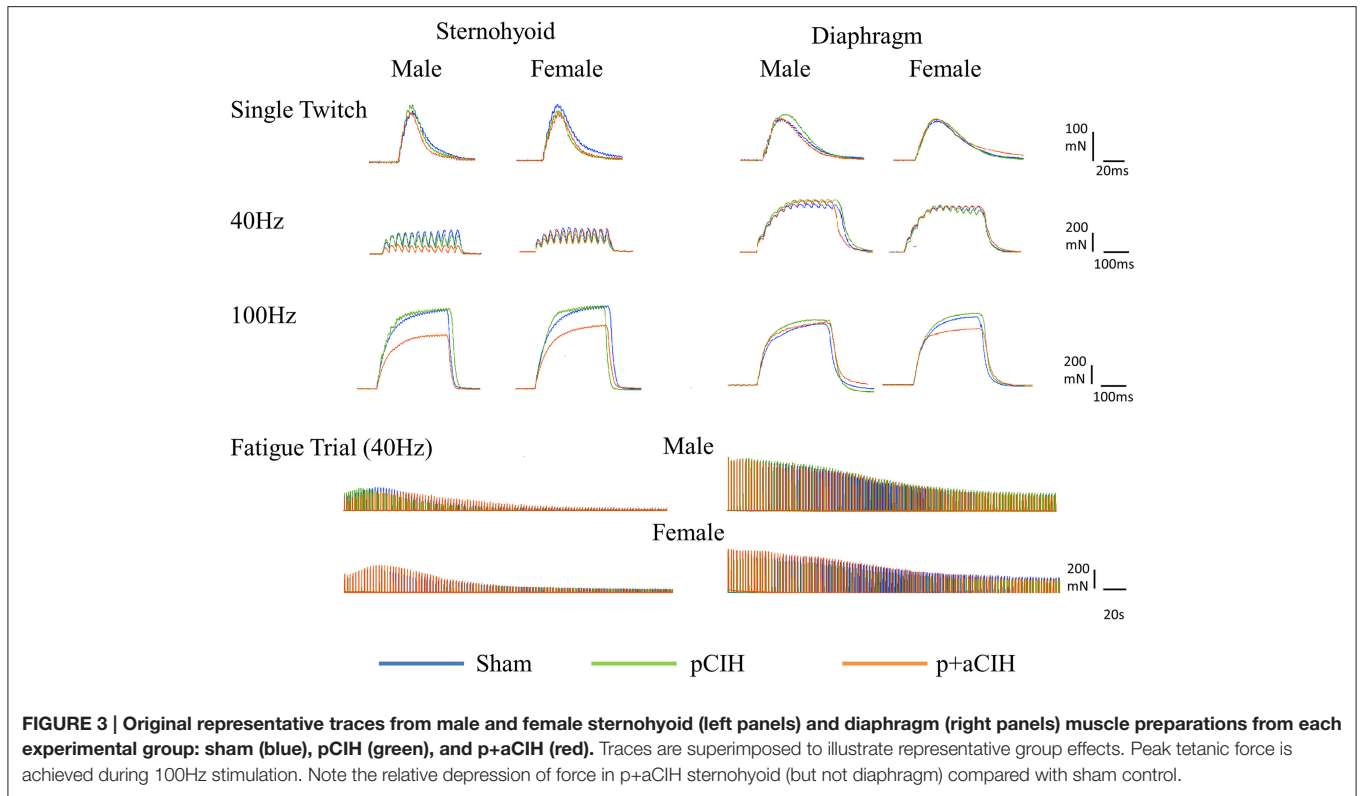 Sternohyoid Diaphragm
Male Female Male Female
Single Twitch
100
mN
20ms
40Hz
200
mN
100ms
100Hz
200
mN
100ms
Fatigue Trial (40Hz) Male
Female
200
mN
20s
Sham pCIH p+aCIH
FIGURE 3 | Original representative traces from male and female sternohyoid (left panels) and diaphragm (right panels) muscle preparations from each
experimental group: sham (blue), pCIH (green), and p+aCIH (red). Traces are superimposed to illustrate representative group effects. Peak tetanic force is
achieved during 100Hz stimulation. Note the relative depression of force in p+aCIH sternohyoid (but not diaphragm) compared with sham control.